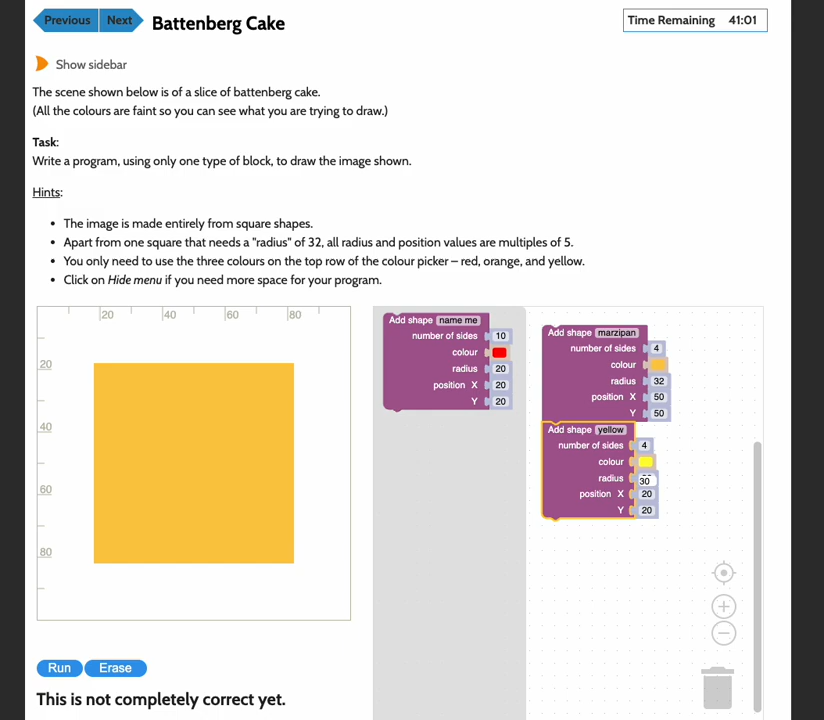 Previous Next Battenberg Cake Time Remaining 41:01
Show sidebar
The scene shown below is of a slice of battenberg cake.
(All the colours are faint so you can see what you are trying to draw.)
Task:
Write a program, using only one type of block, to draw the image shown.
Hints:
• The image is made entirely from square shapes.
• Apart from one square that needs a "radius" of 32, all radius and position values are multiples of 5.
• You only need to use the three colours on the top row of the colour picker – red, orange, and yellow.
• Click on Hide menu if you need more space for your program.
20 40 60 80
20
40
60
80
Add shape name me
number of sides 10
colour
radius 20
position X 20
Y 20
Add shape marzipan
number of sides 4
colour
radius 32
position X 50
Y 50
Add shape yellow
number of sides 4
colour
radius 30
position X 20
Y 20
Run Erase
This is not completely correct yet.